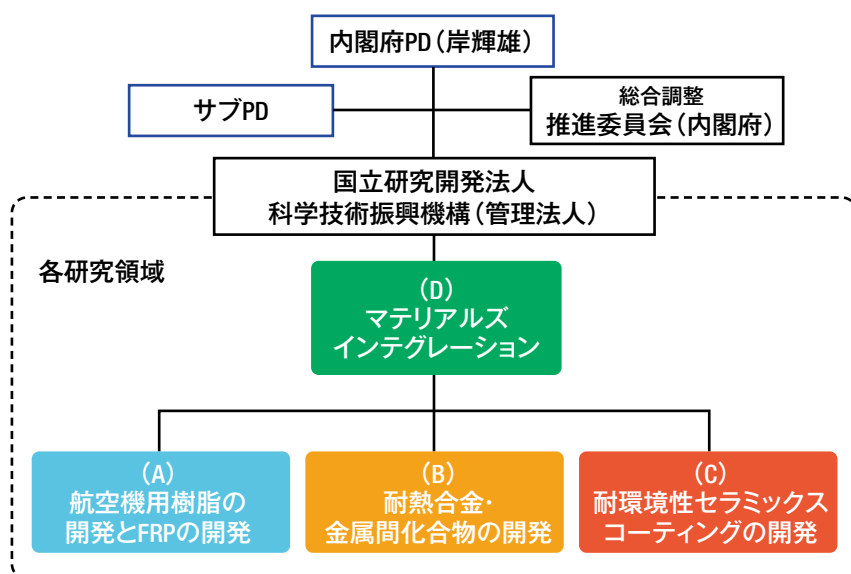 内閣府PD（岸輝雄）
サブPD
総合調整
推進委員会（内閣府）
国立研究開発法人
科学技術振興機構（管理法人）
各研究領域
（D）
マテリアルズ
インテグレーション
（A）
航空機用樹脂の
開発とFRPの開発
（B）
耐熱合金・
金属間化合物の開発
（C）
耐環境性セラミックス
コーティングの開発